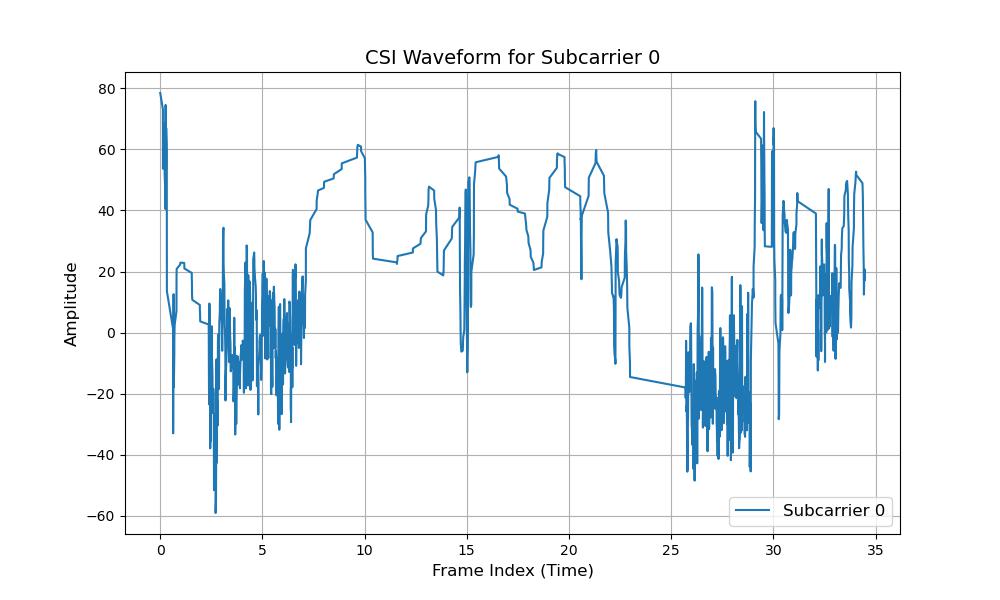 CSI Waveform for Subcarrier 0
Amplitude
80
60
40
20
0
−20
−40
−60
0 5 10 15 20 25 30 35
Frame Index (Time)
Subcarrier 0